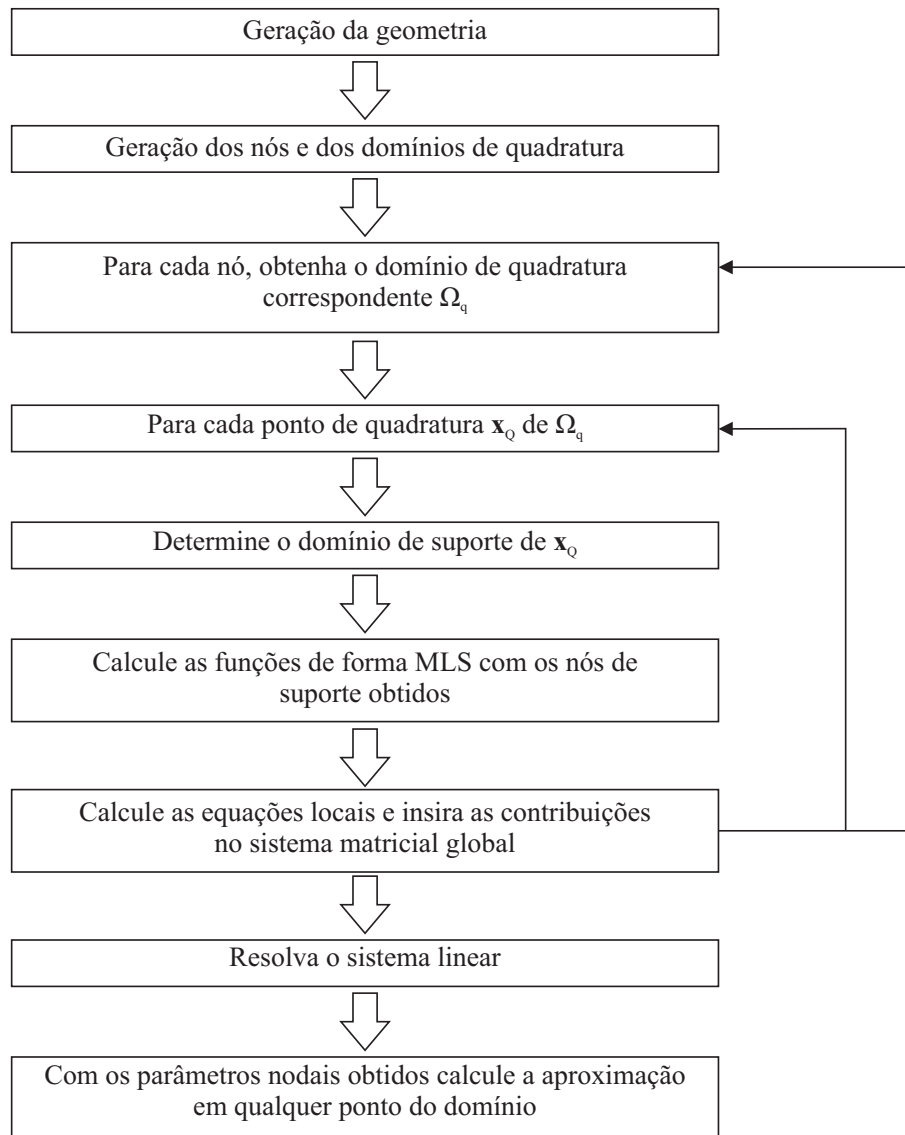 Geração da geometria
Geração dos nós e dos domínios de quadratura
Para cada nó, obtenha o domínio de quadratura
correspondente Ω_q
Para cada ponto de quadratura x_Q de Ω_q
Determine o domínio de suporte de x_Q
Calcule as funções de forma MLS com os nós de
suporte obtidos
Calcule as equações locais e insira as contribuições
no sistema matricial global
Resolva o sistema linear
Com os parâmetros nodais obtidos calcule a aproximação
em qualquer ponto do domínio